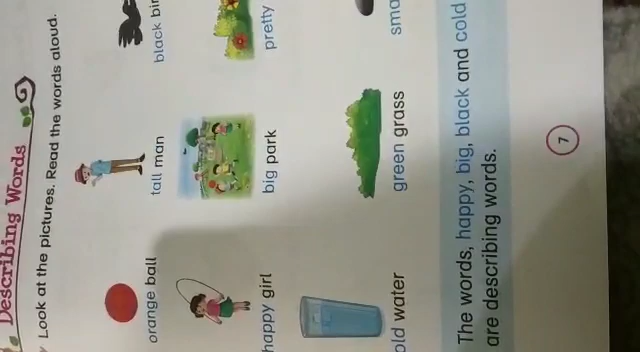 Describing Words
Look at the pictures. Read the words aloud.
orange ball tall man black bir
happy girl big park pretty
old water green grass sma
The words, happy, big, black and cold
are describing words.
7